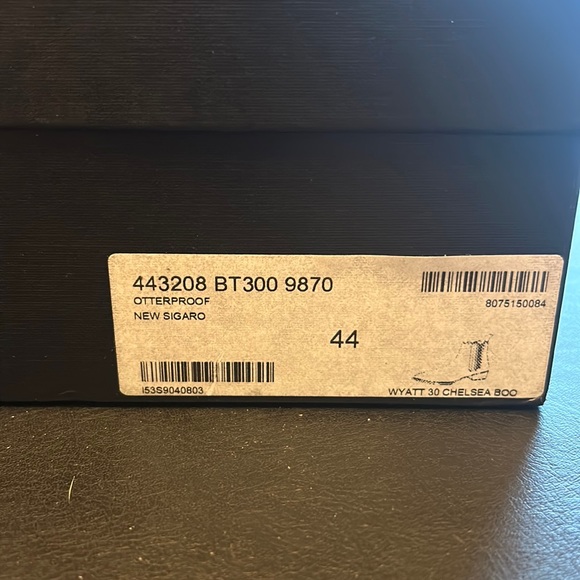 443208 BT300 9870
OTTERPROOF
NEW SIGARO
8075150084
44
I53S9040803
WYATT 30 CHELSEA BOO